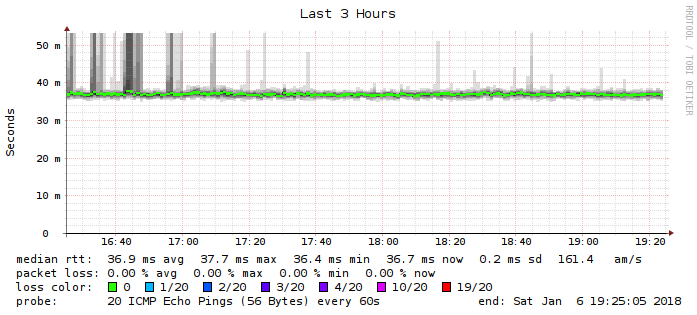 Last 3 Hours
RRDTOOL / TOBI OETIKER
Seconds
50 m
40 m
30 m
20 m
10 m
0
16:40 17:00 17:20 17:40 18:00 18:20 18:40 19:00 19:20
median rtt: 36.9 ms avg 37.7 ms max 36.4 ms min 36.7 ms now 0.2 ms sd 161.4 am/s
packet loss: 0.00 % avg 0.00 % max 0.00 % min 0.00 % now
loss color: 0 1/20 2/20 3/20 4/20 10/20 19/20
probe: 20 ICMP Echo Pings (56 Bytes) every 60s end: Sat Jan 6 19:25:05 2018